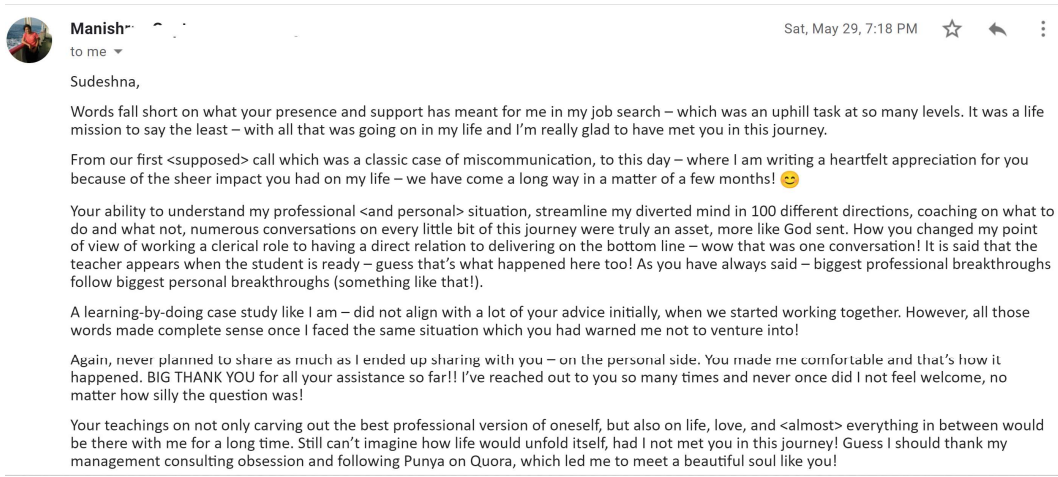 Sat, May 29, 7:18 PM
to me
Sudeshna,
Words fall short on what your presence and support has meant for me in my job search – which was an uphill task at so many levels. It was a life
mission to say the least – with all that was going on in my life and I'm really glad to have met you in this journey.
From our first <supposed> call which was a classic case of miscommunication, to this day – where I am writing a heartfelt appreciation for you
because of the sheer impact you had on my life – we have come a long way in a matter of a few months! 😊
Your ability to understand my professional <and personal> situation, streamline my diverted mind in 100 different directions, coaching on what to
do and what not, numerous conversations on every little bit of this journey were truly an asset, more like God sent. How you changed my point
of view of working a clerical role to having a direct relation to delivering on the bottom line – wow that was one conversation! It is said that the
teacher appears when the student is ready – guess that's what happened here too! As you have always said – biggest professional breakthroughs
follow biggest personal breakthroughs (something like that!).
A learning-by-doing case study like I am – did not align with a lot of your advice initially, when we started working together. However, all those
words made complete sense once I faced the same situation which you had warned me not to venture into!
Again, never planned to share as much as I ended up sharing with you – on the personal side. You made me comfortable and that's how it
happened. BIG THANK YOU for all your assistance so far!! I've reached out to you so many times and never once did I not feel welcome, no
matter how silly the question was!
Your teachings on not only carving out the best professional version of oneself, but also on life, love, and <almost> everything in between would
be there with me for a long time. Still can't imagine how life would unfold itself, had I not met you in this journey! Guess I should thank my
management consulting obsession and following Punya on Quora, which led me to meet a beautiful soul like you!